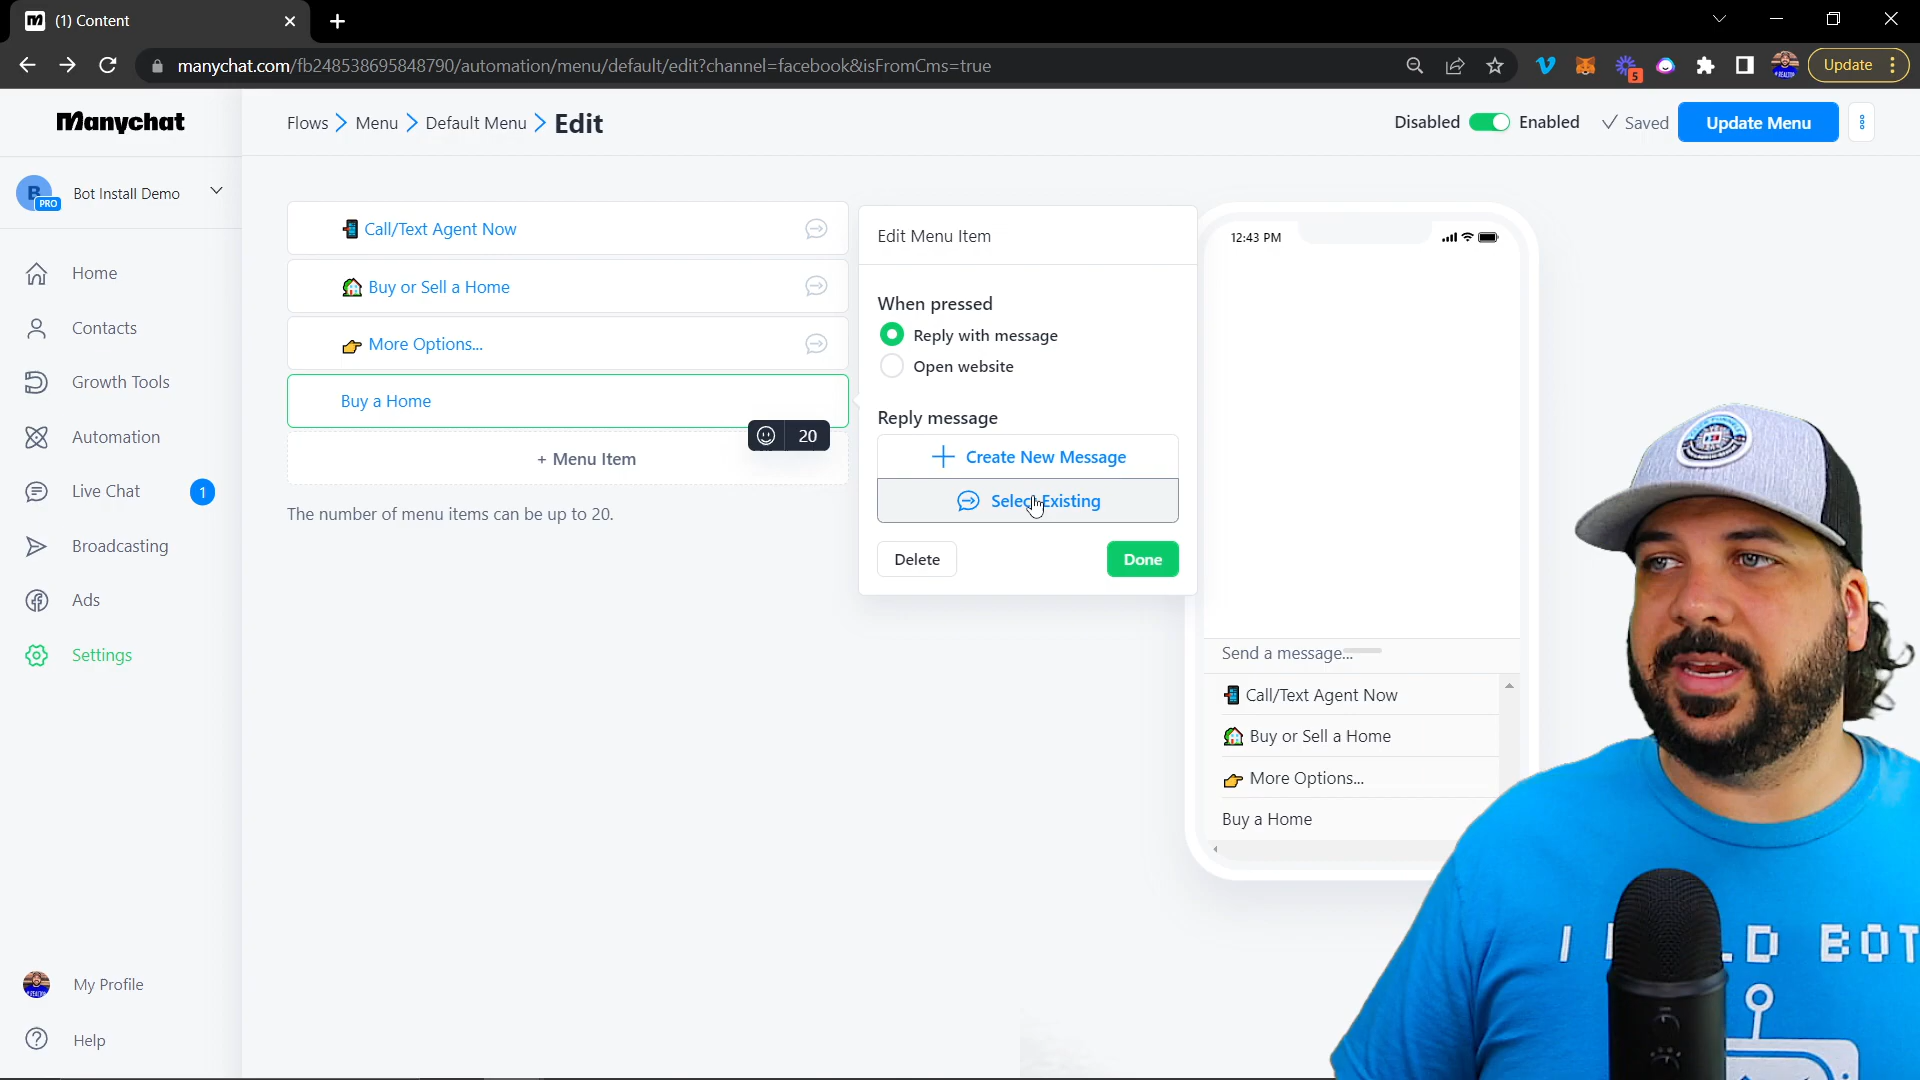 (1) Content
manychat.com/fb248538695848790/automation/menu/default/edit?channel=facebook&isFromCms=true
5
Update
Manychat
Flows
Menu
Default Menu
Edit
Disabled
Enabled
Saved
Update Menu
B
PRO
Bot Install Demo
Home
Contacts
Growth Tools
Automation
Live Chat
1
Broadcasting
Ads
Settings
My Profile
Help
Call/Text Agent Now
Buy or Sell a Home
More Options...
Buy a Home
20
+ Menu Item
The number of menu items can be up to 20.
Edit Menu Item
When pressed
Reply with message
Open website
Reply message
Create New Message
Select Existing
Delete
Done
12:43 PM
Send a message...
Call/Text Agent Now
Buy or Sell a Home
More Options...
Buy a Home